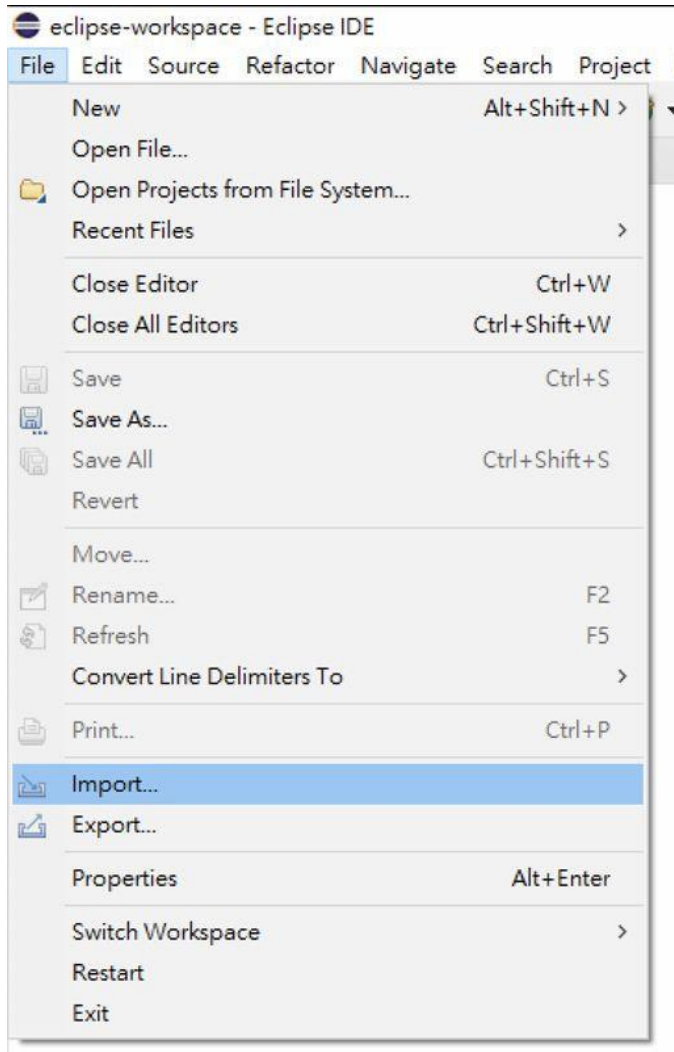 eclipse-workspace - Eclipse IDE
File Edit Source Refactor Navigate Search Project
New Alt+Shift+N >
Open File...
Open Projects from File System...
Recent Files >
Close Editor Ctrl+W
Close All Editors Ctrl+Shift+W
Save Ctrl+S
Save As...
Save All Ctrl+Shift+S
Revert
Move...
Rename... F2
Refresh F5
Convert Line Delimiters To >
Print... Ctrl+P
Import...
Export...
Properties Alt+Enter
Switch Workspace >
Restart
Exit